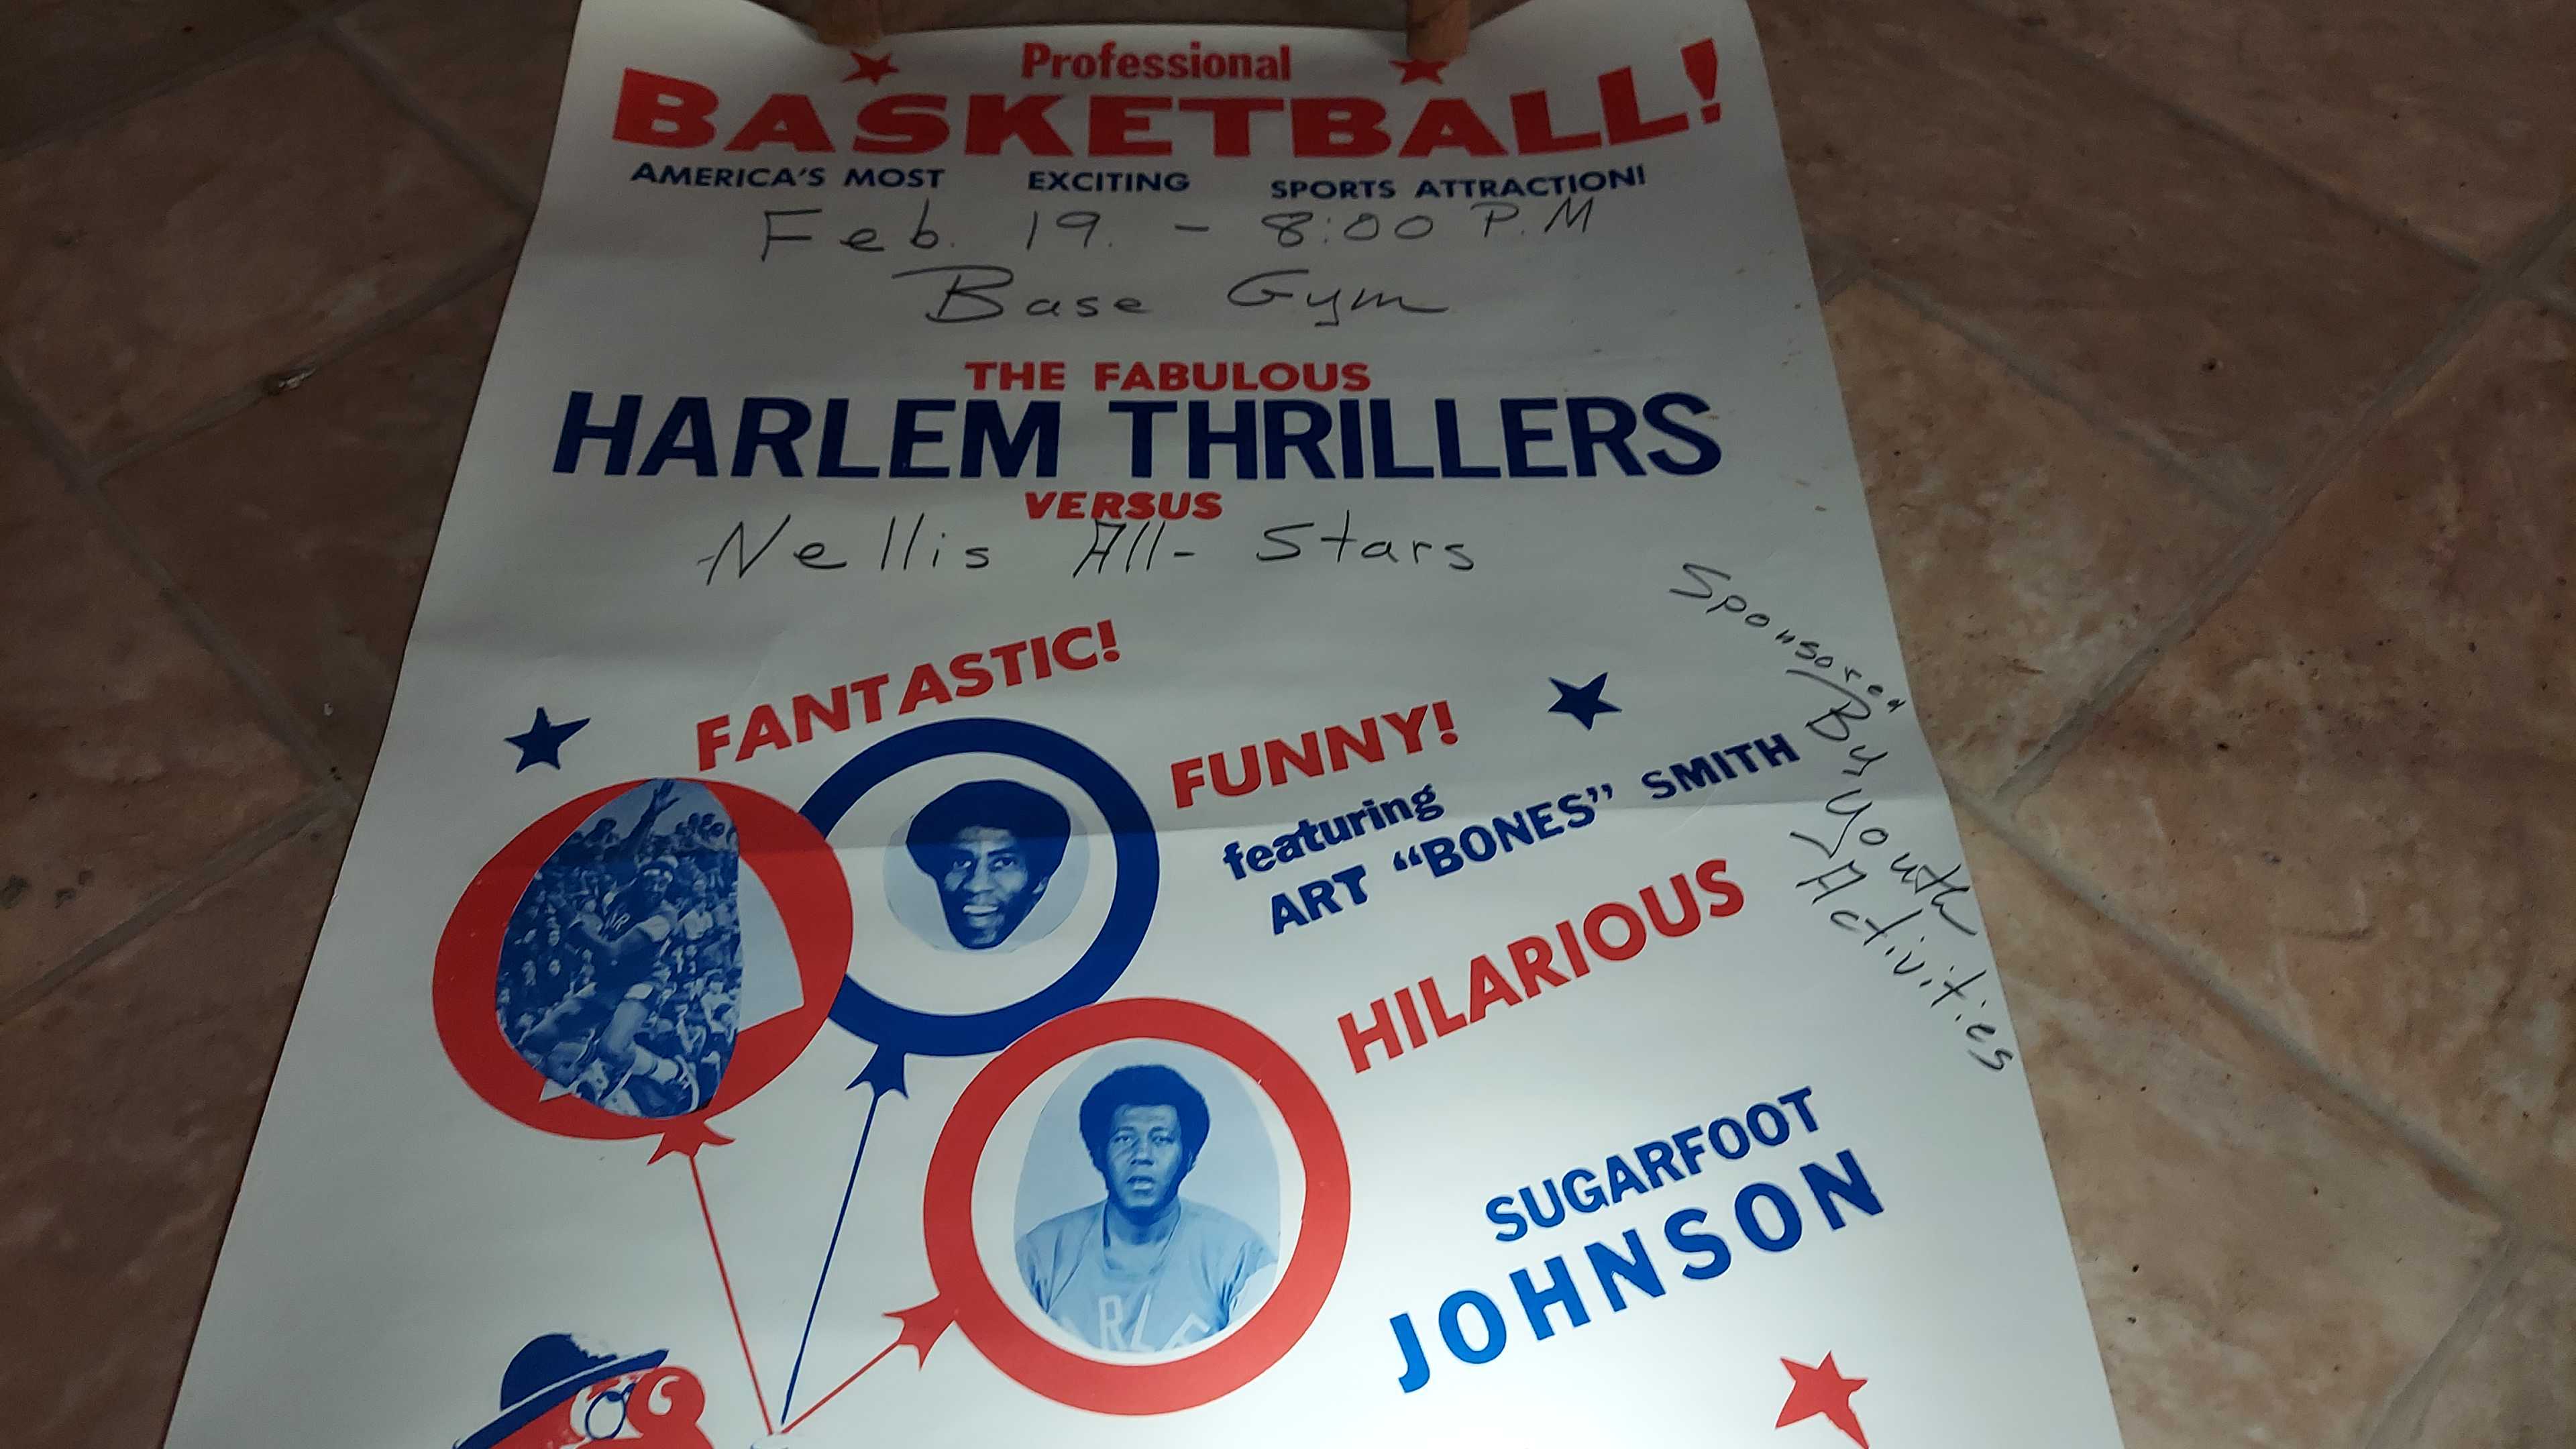 Professional
BASKETBALL!
AMERICA'S MOST EXCITING SPORTS ATTRACTION!
Feb. 19. - 8:00 P.M
Base Gym
THE FABULOUS
HARLEM THRILLERS
VERSUS
Nellis All-Stars
Sponsored
By Youth
Activities
FANTASTIC!
FUNNY!
featuring
ART “BONES” SMITH
HILARIOUS
SUGARFOOT
JOHNSON
RLE